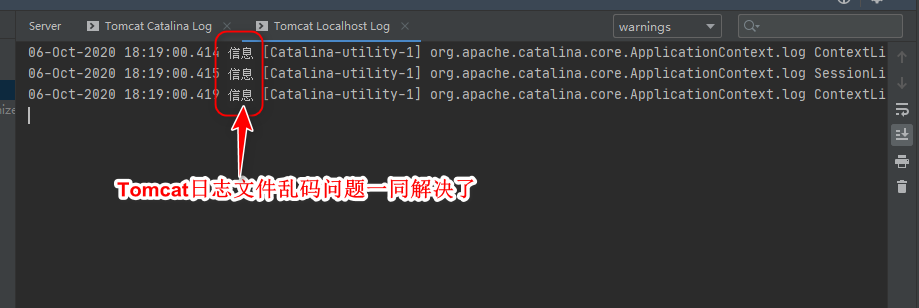 Server
Tomcat Catalina Log
Tomcat Localhost Log
warnings
06-Oct-2020 18:19:00.414 信息 [Catalina-utility-1] org.apache.catalina.core.ApplicationContext.log ContextLi
06-Oct-2020 18:19:00.415 信息 [Catalina-utility-1] org.apache.catalina.core.ApplicationContext.log SessionLi
06-Oct-2020 18:19:00.419 信息 [Catalina-utility-1] org.apache.catalina.core.ApplicationContext.log ContextLi
nize
Tomcat日志文件乱码问题一同解决了